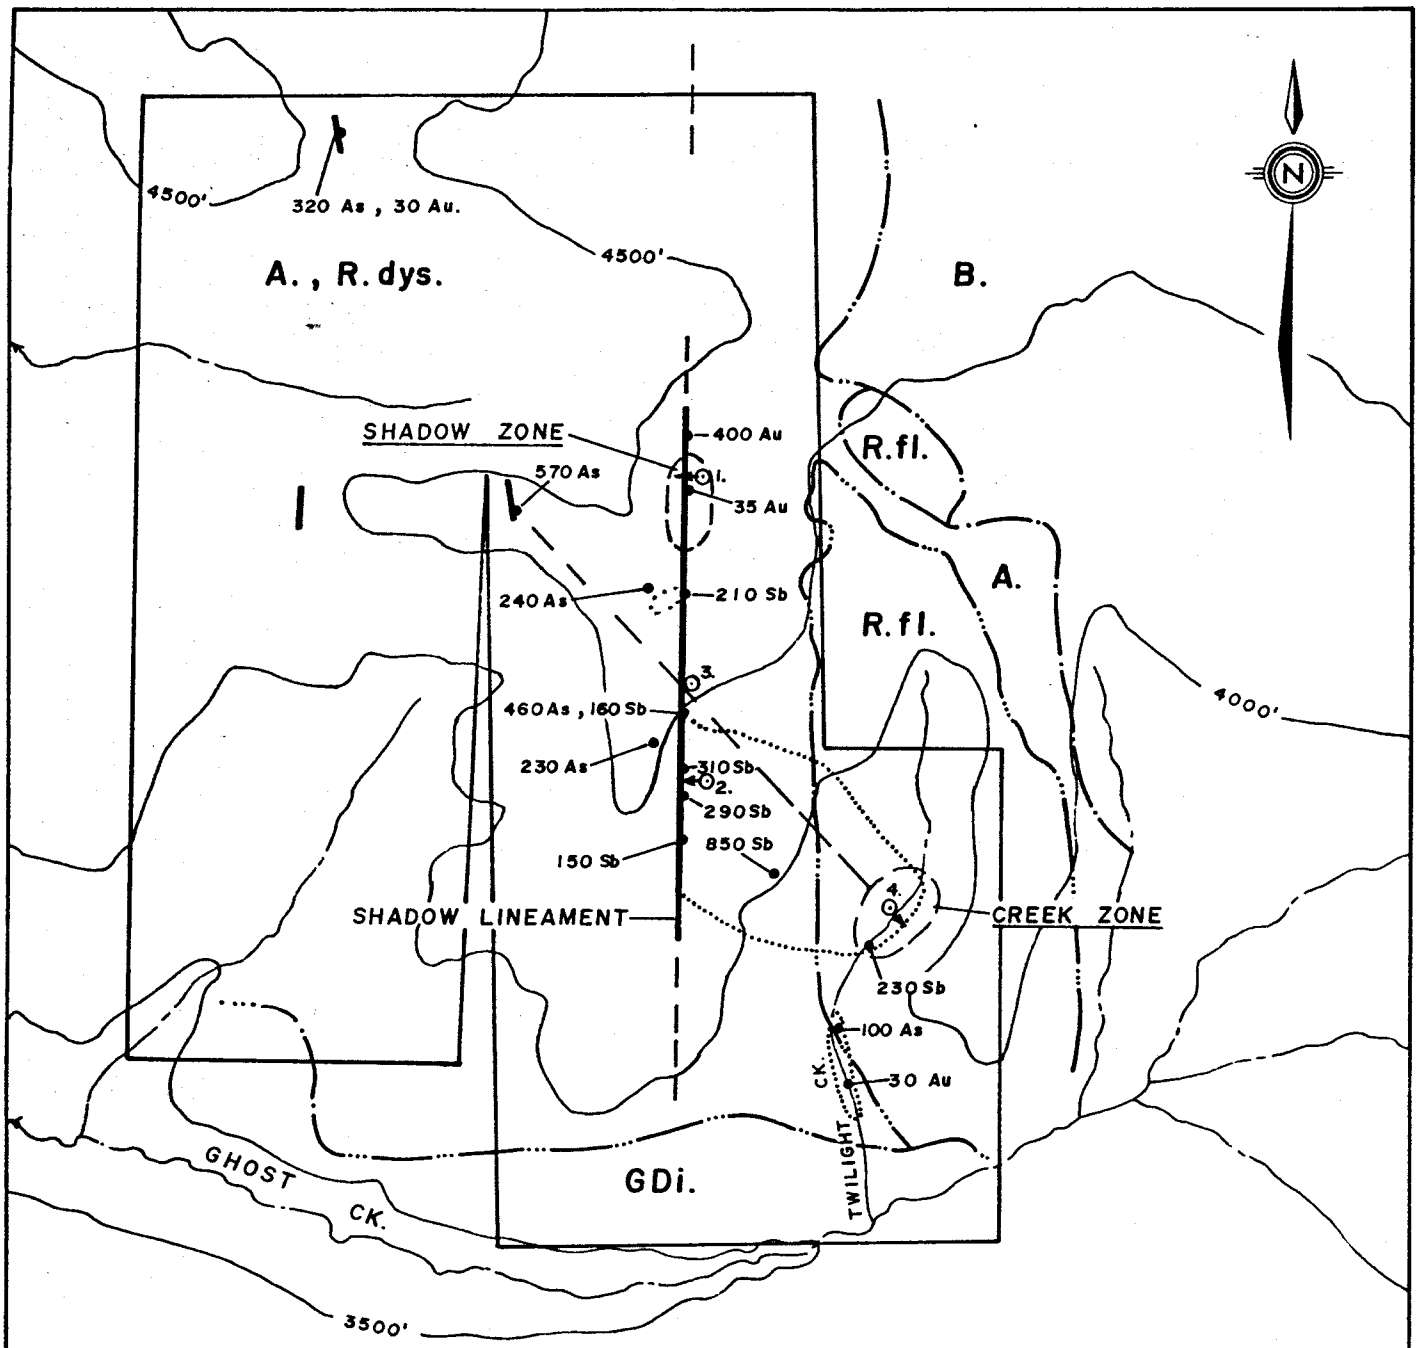 N
4500'
320 As , 30 Au.
4500'
A. , R. dys.
B.
SHADOW ZONE
400 Au
R. fl.
570 As
1.
35 Au
A.
240 As
210 Sb
R. fl.
3.
4000'
460 As , 160 Sb
230 As
310 Sb
2.
290 Sb
850 Sb
150 Sb
4.
SHADOW LINEAMENT
CREEK ZONE
230 Sb
100 As
30 Au
TWILIGHT CK.
GHOST CK.
GDi.
3500'